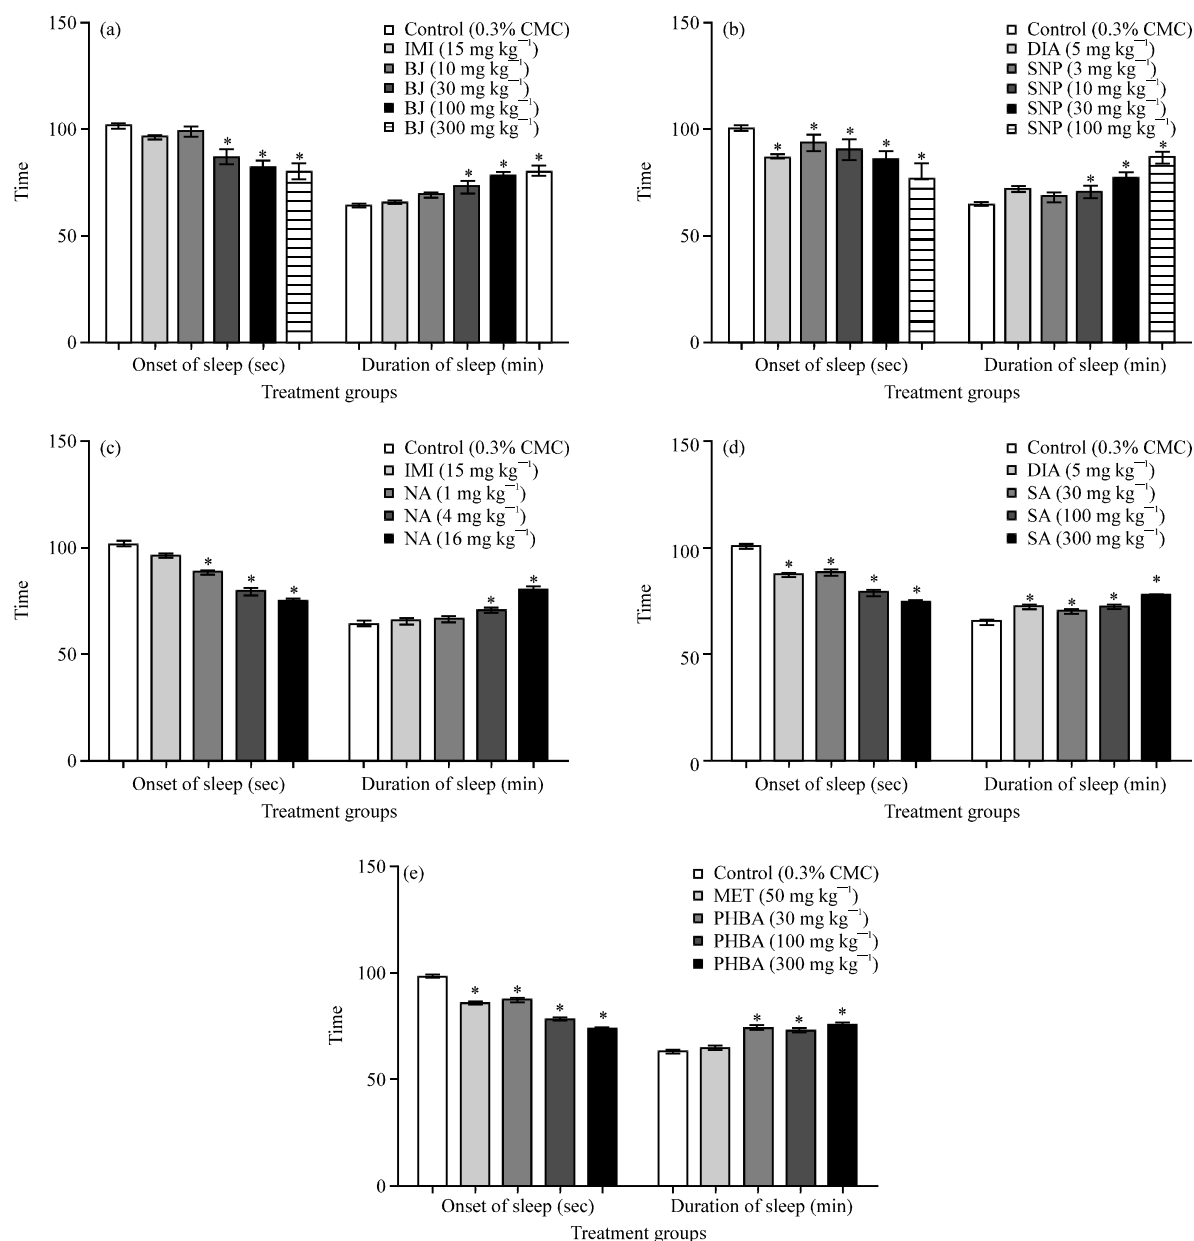 (a)
150
100
50
0
Time
Control (0.3% CMC)
IMI (15 mg kg⁻¹)
BJ (10 mg kg⁻¹)
BJ (30 mg kg⁻¹)
BJ (100 mg kg⁻¹)
BJ (300 mg kg⁻¹)
* * * * * *
Onset of sleep (sec) Duration of sleep (min)
Treatment groups
(b)
150
100
50
0
Time
Control (0.3% CMC)
DIA (5 mg kg⁻¹)
SNP (3 mg kg⁻¹)
SNP (10 mg kg⁻¹)
SNP (30 mg kg⁻¹)
SNP (100 mg kg⁻¹)
* * * * * * * *
Onset of sleep (sec) Duration of sleep (min)
Treatment groups
(c)
150
100
50
0
Time
Control (0.3% CMC)
IMI (15 mg kg⁻¹)
NA (1 mg kg⁻¹)
NA (4 mg kg⁻¹)
NA (16 mg kg⁻¹)
* * * * *
Onset of sleep (sec) Duration of sleep (min)
Treatment groups
(d)
150
100
50
0
Time
Control (0.3% CMC)
DIA (5 mg kg⁻¹)
SA (30 mg kg⁻¹)
SA (100 mg kg⁻¹)
SA (300 mg kg⁻¹)
* * * * * * * *
Onset of sleep (sec) Duration of sleep (min)
Treatment groups
(e)
150
100
50
0
Time
Control (0.3% CMC)
MET (50 mg kg⁻¹)
PHBA (30 mg kg⁻¹)
PHBA (100 mg kg⁻¹)
PHBA (300 mg kg⁻¹)
* * * * * * *
Onset of sleep (sec) Duration of sleep (min)
Treatment groups